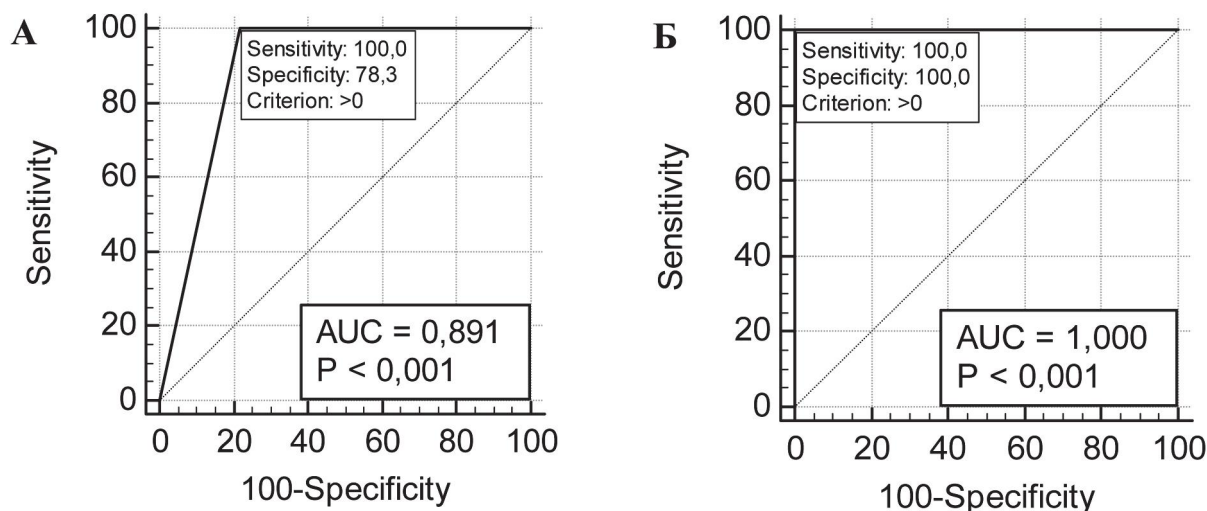 А
100
80
60
40
20
0
Sensitivity
Sensitivity: 100,0
Specificity: 78,3
Criterion: >0
AUC = 0,891
P < 0,001
0 20 40 60 80 100
100-Specificity
Б
100
80
60
40
20
0
Sensitivity
Sensitivity: 100,0
Specificity: 100,0
Criterion: >0
AUC = 1,000
P < 0,001
0 20 40 60 80 100
100-Specificity